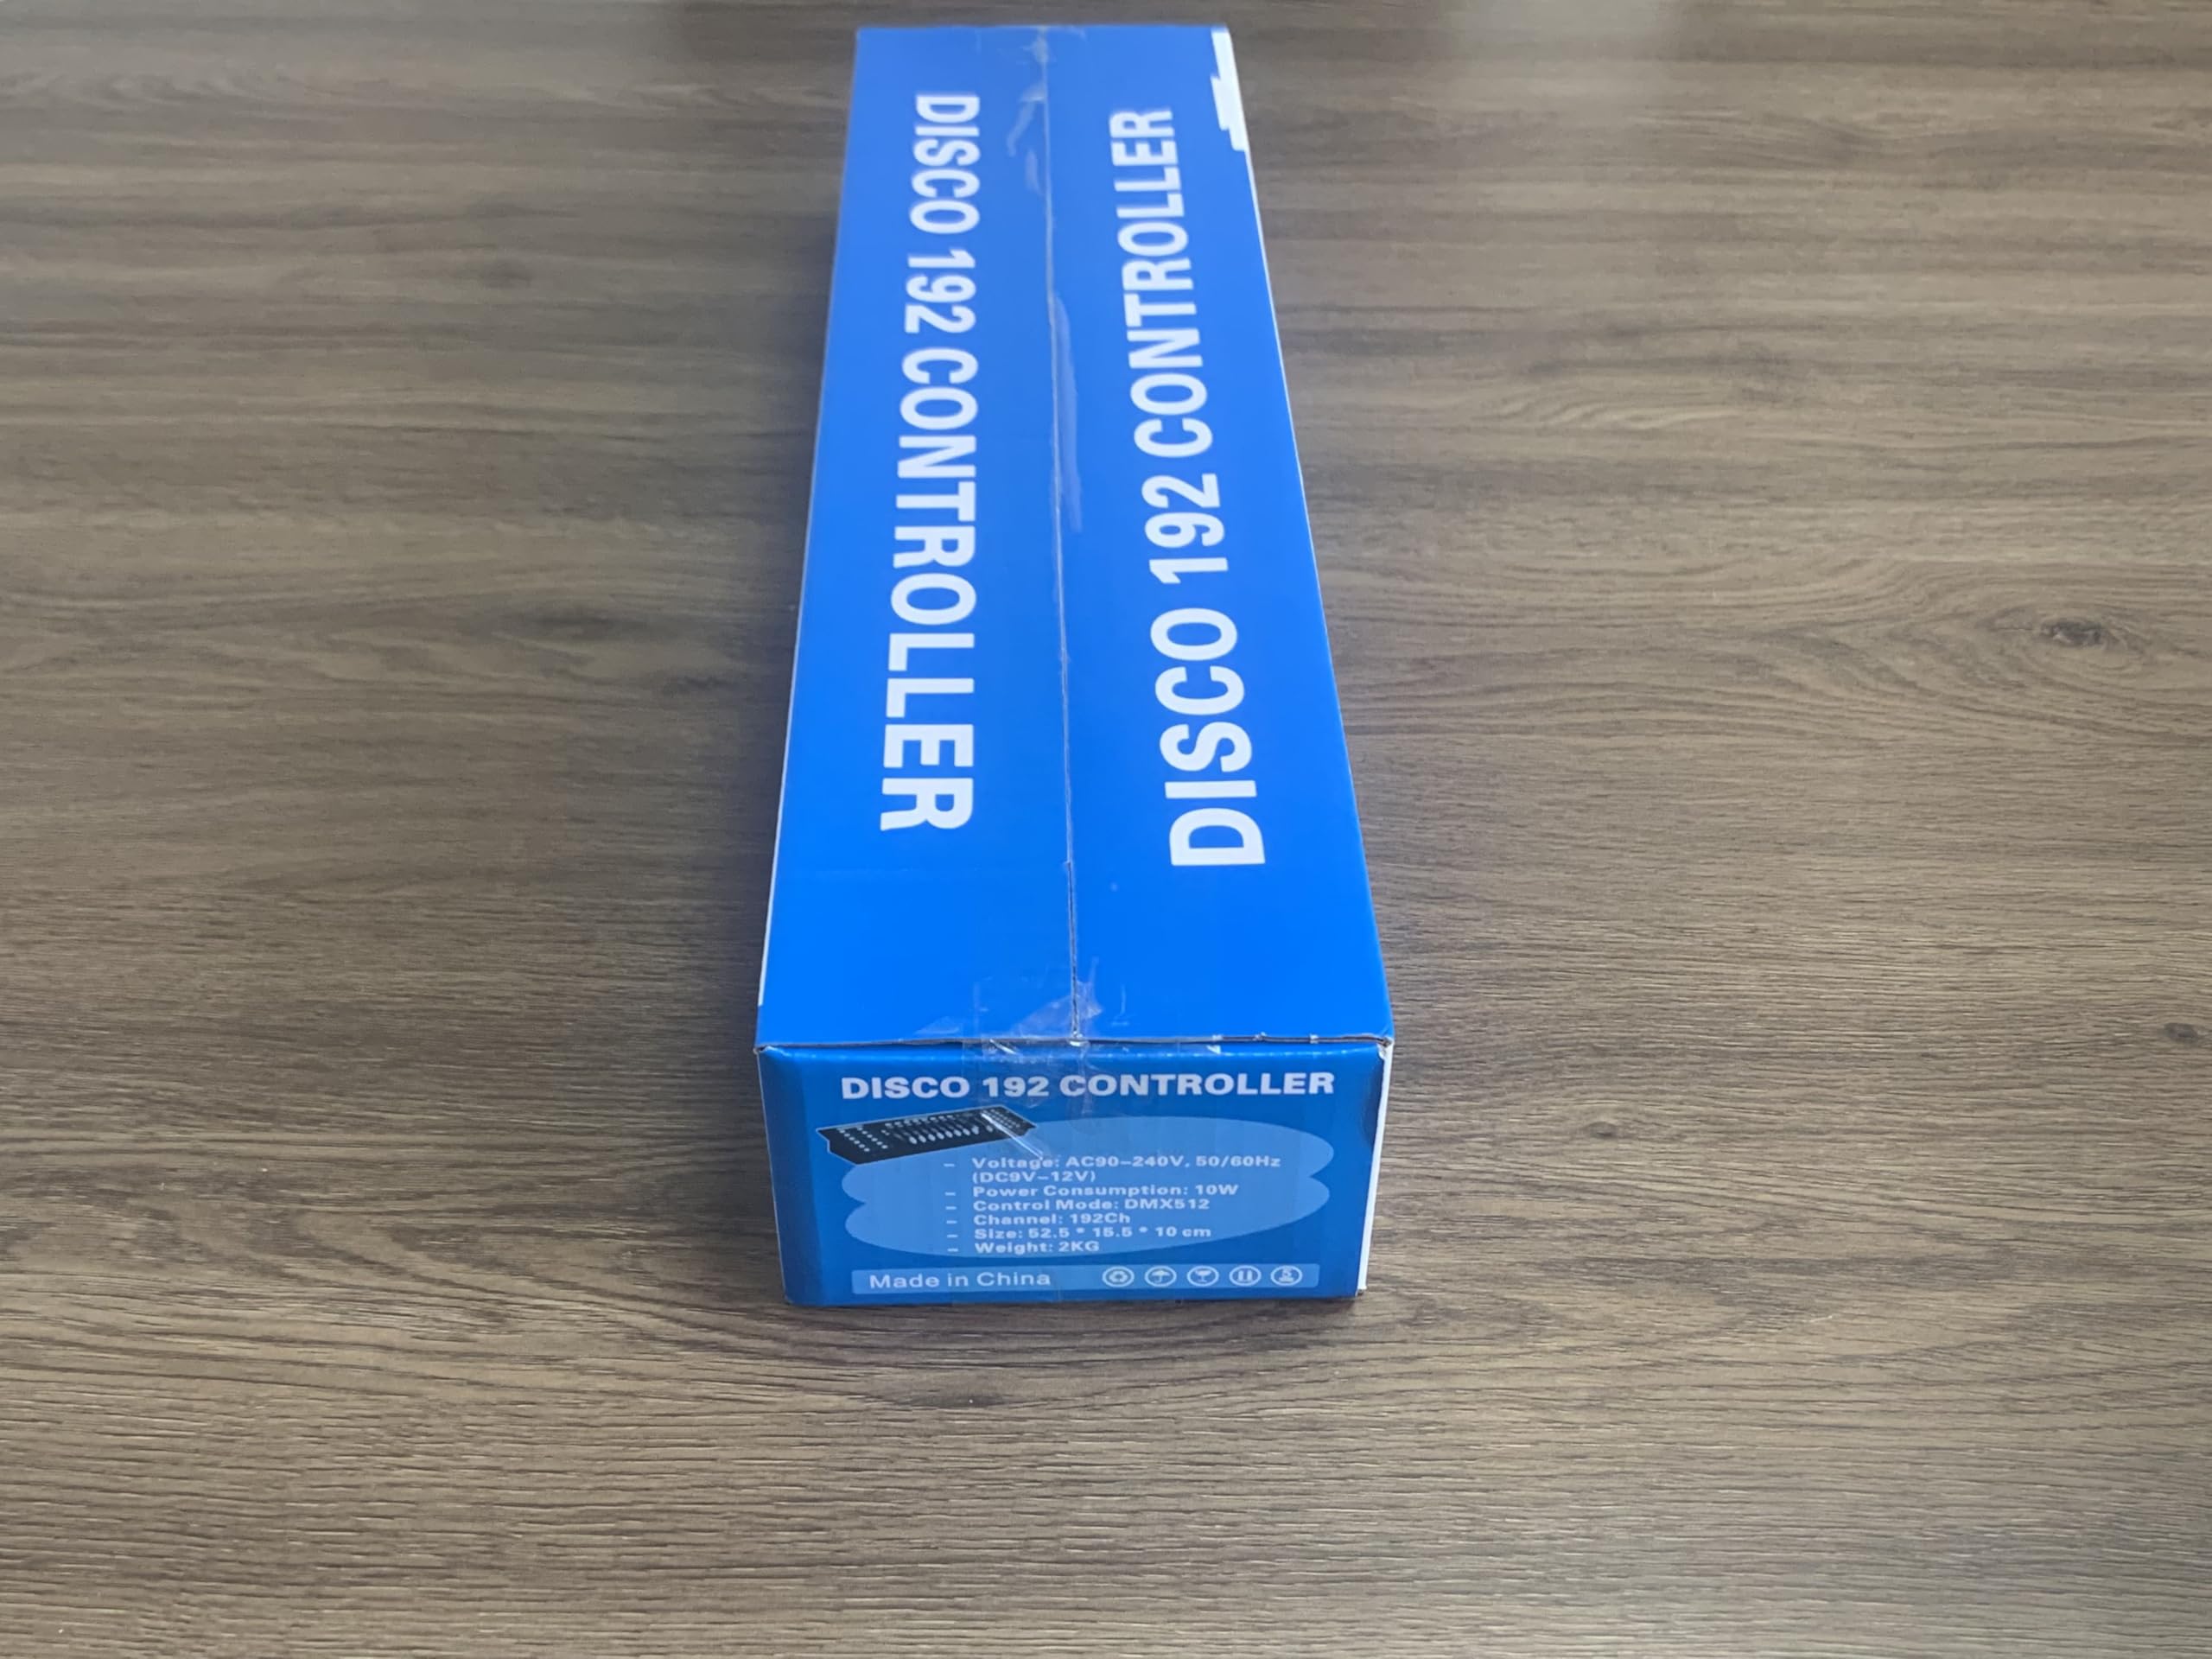 DISCO 192 CONTROLLER
DISCO 192 CONTROLLER
DISCO 192 CONTROLLER
– Voltage: AC90–240V, 50/60Hz
(DC9V–12V)
– Power Consumption: 10W
– Control Mode: DMX512
– Channel: 192Ch
– Size: 52.5 * 15.5 * 10 cm
– Weight: 2KG
Made in China